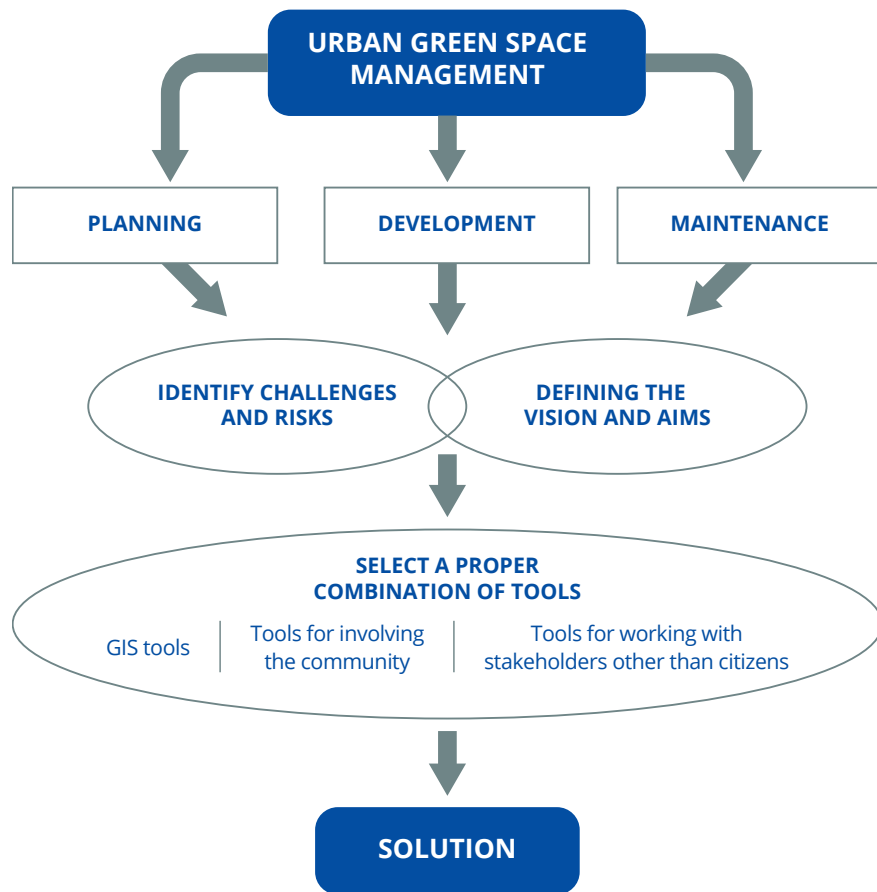 URBAN GREEN SPACE
MANAGEMENT
PLANNING
DEVELOPMENT
MAINTENANCE
IDENTIFY CHALLENGES
AND RISKS
DEFINING THE
VISION AND AIMS
SELECT A PROPER
COMBINATION OF TOOLS
GIS tools
Tools for involving
the community
Tools for working with
stakeholders other than citizens
SOLUTION